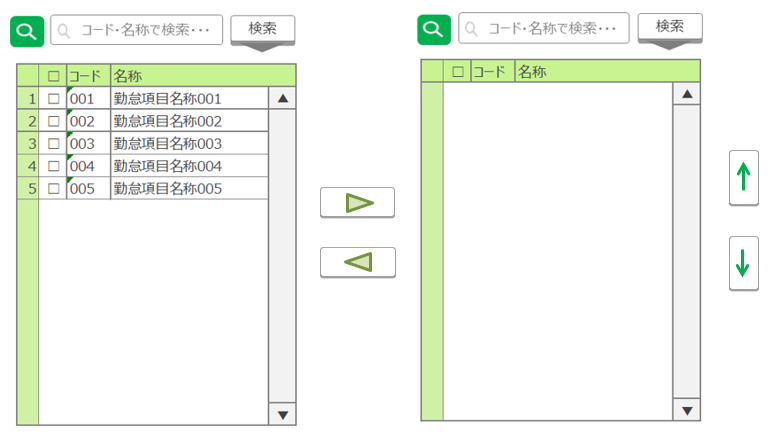 コード・名称で検索・・・ 検索
□ コード 名称
1 □ 001 勤怠項目名称001
2 □ 002 勤怠項目名称002
3 □ 003 勤怠項目名称003
4 □ 004 勤怠項目名称004
5 □ 005 勤怠項目名称005
コード・名称で検索・・・ 検索
□ コード 名称